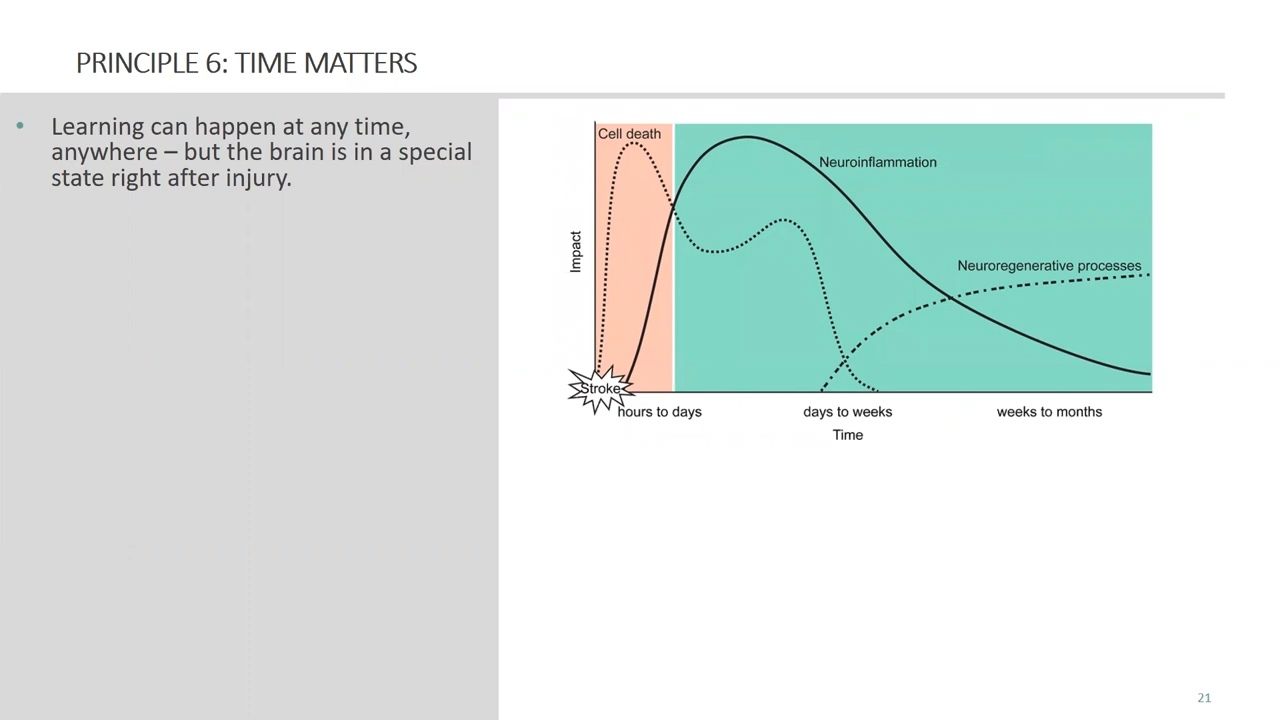 PRINCIPLE 6: TIME MATTERS
• Learning can happen at any time,
anywhere – but the brain is in a special
state right after injury.
Cell death
Neuroinflammation
Neuroregenerative processes
Impact
Stroke
hours to days
days to weeks
weeks to months
Time
21